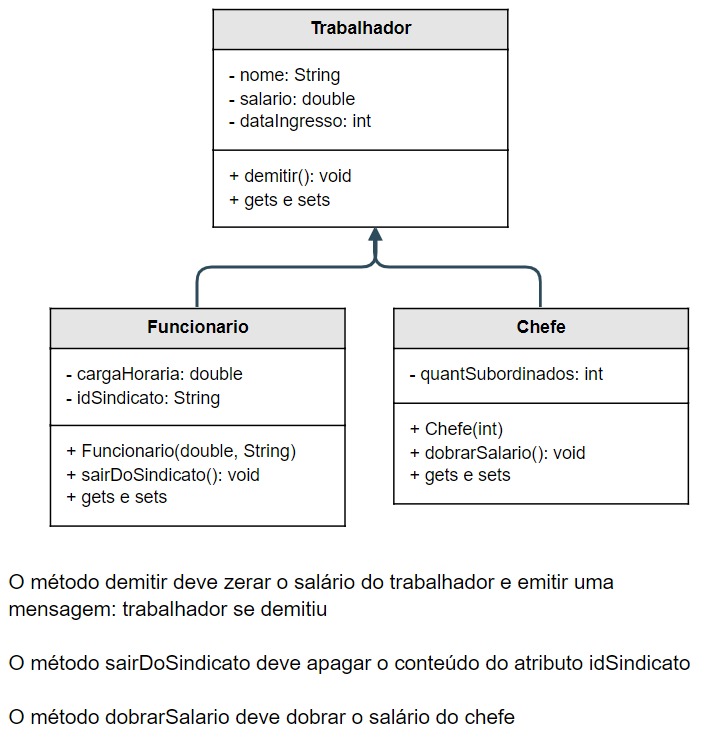 Trabalhador
- nome: String
- salario: double
- dataIngresso: int
+ demitir(): void
+ gets e sets
Funcionario
- cargaHoraria: double
- idSindicato: String
+ Funcionario(double, String)
+ sairDoSindicato(): void
+ gets e sets
Chefe
- quantSubordinados: int
+ Chefe(int)
+ dobrarSalario(): void
+ gets e sets
O método demitir deve zerar o salário do trabalhador e emitir uma
mensagem: trabalhador se demitiu
O método sairDoSindicato deve apagar o conteúdo do atributo idSindicato
O método dobrarSalario deve dobrar o salário do chefe